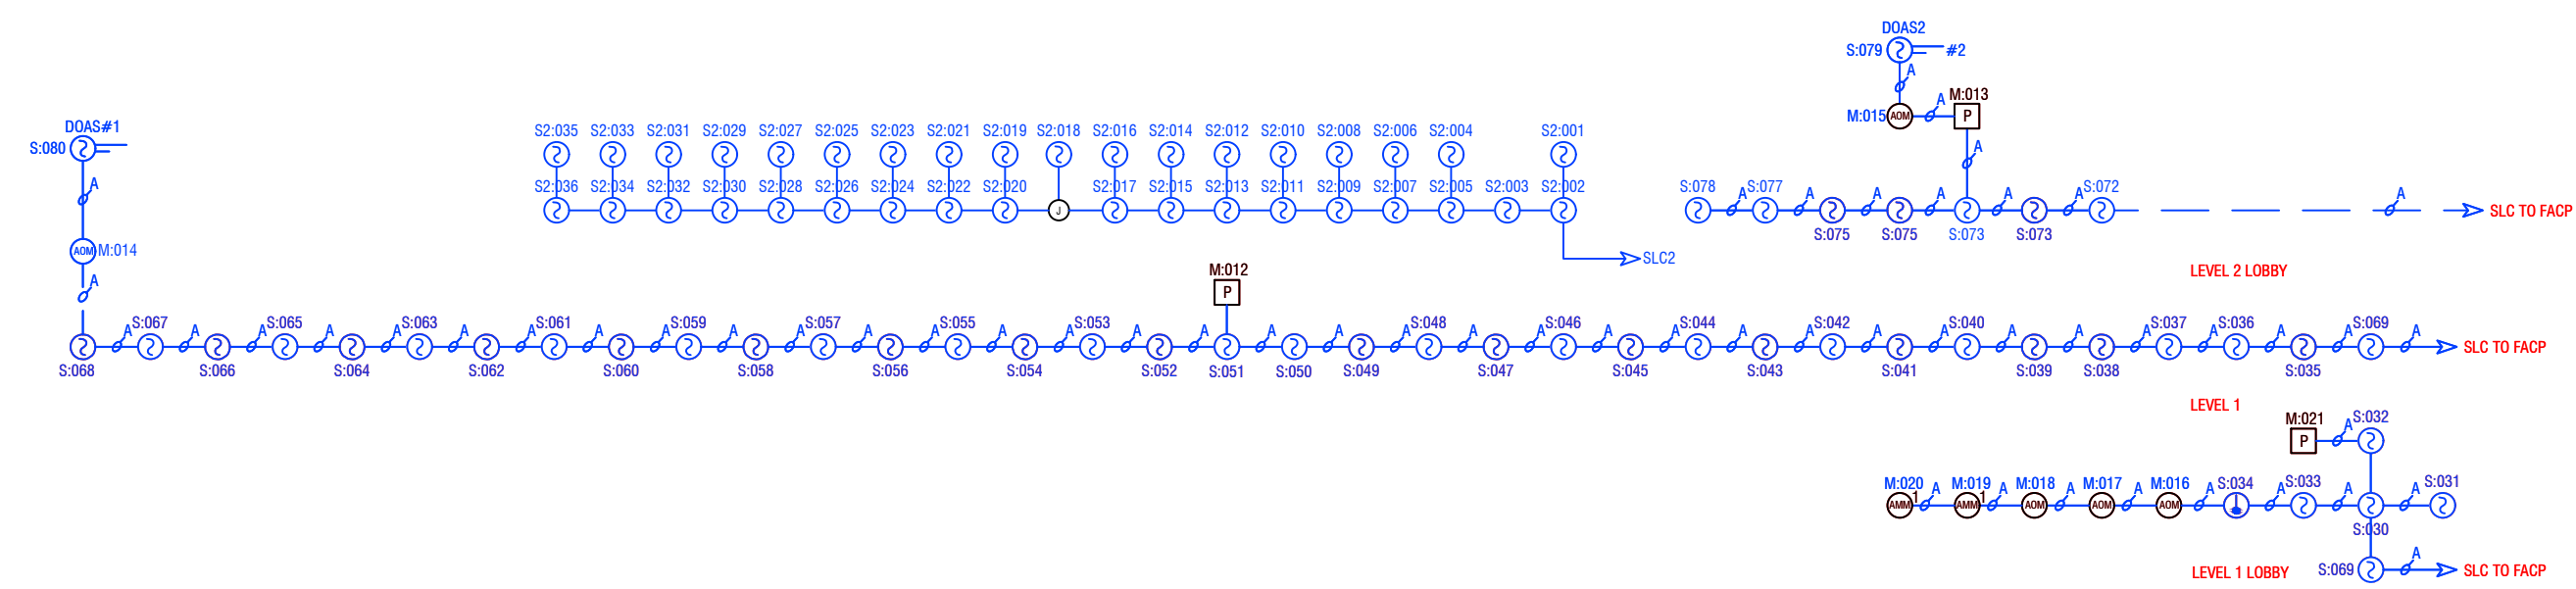 DOAS2
S:079 #2
A
M:013
M:015 AOM A P
A
DOAS#1
S:080
A
AOM M:014
A
S2:035 S2:033 S2:031 S2:029 S2:027 S2:025 S2:023 S2:021 S2:019 S2:018 S2:016 S2:014 S2:012 S2:010 S2:008 S2:006 S2:004 S2:001
S2:036 S2:034 S2:032 S2:030 S2:028 S2:026 S2:024 S2:022 S2:020 S2:017 S2:015 S2:013 S2:011 S2:009 S2:007 S2:005 S2:003 S2:002
J
SLC2
S:078 A S:077 A A A A A S:072 A
SLC TO FACP
S:075 S:075 S:073 S:073
LEVEL 2 LOBBY
M:012
P
S:067 S:065 S:063 S:061 S:059 S:057 S:055 S:053 S:048 S:046 S:044 S:042 S:040 S:037 S:036 S:069
A A A A A A A A A A A A A A A A A A A A A A A A A A A A A A A A A A A
SLC TO FACP
S:068 S:066 S:064 S:062 S:060 S:058 S:056 S:054 S:052 S:051 S:050 S:049 S:047 S:045 S:043 S:041 S:039 S:038 S:035
LEVEL 1
M:021 S:032
P A
M:020 M:019 M:018 M:017 M:016 S:034 S:033 S:031
AMM 1 A AMM 1 A AOM A AOM A AOM A A A A
S:030
A
S:069 SLC TO FACP
LEVEL 1 LOBBY